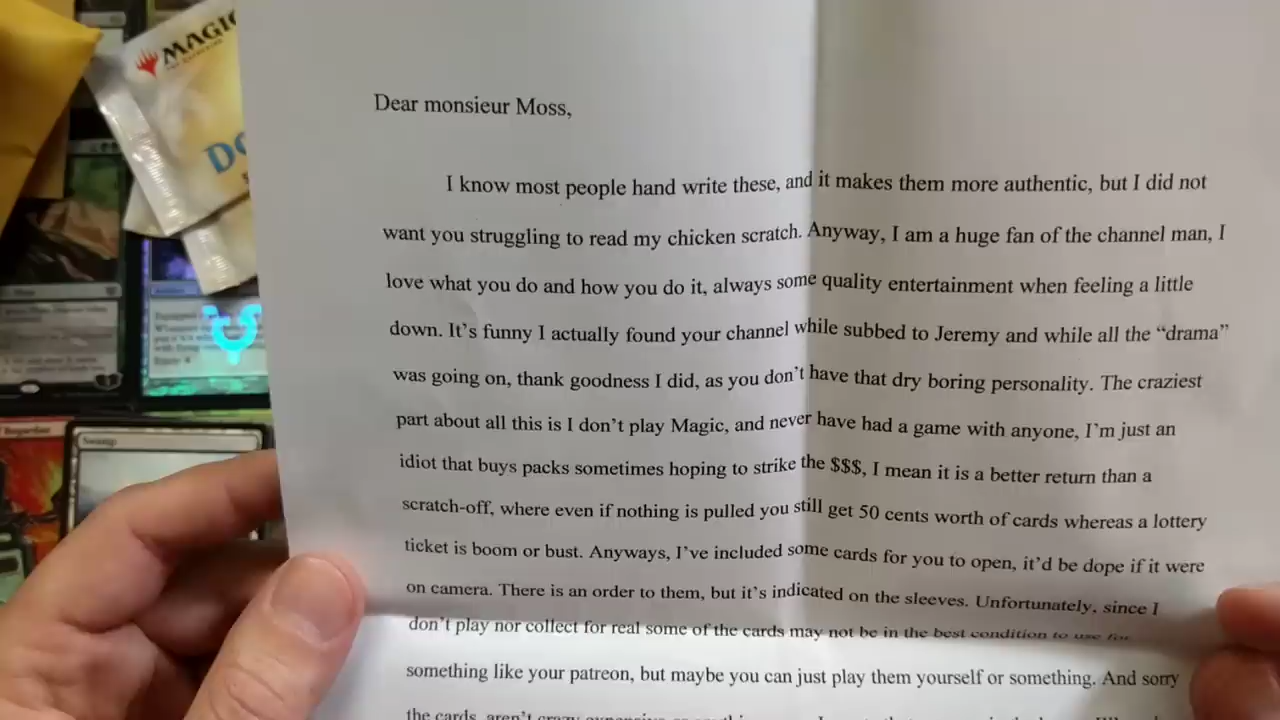 MAGIC
Swamp
Dear monsieur Moss,
I know most people hand write these, and it makes them more authentic, but I did not
want you struggling to read my chicken scratch. Anyway, I am a huge fan of the channel man, I
love what you do and how you do it, always some quality entertainment when feeling a little
down. It's funny I actually found your channel while subbed to Jeremy and while all the “drama”
was going on, thank goodness I did, as you don't have that dry boring personality. The craziest
part about all this is I don't play Magic, and never have had a game with anyone, I'm just an
idiot that buys packs sometimes hoping to strike the $$$, I mean it is a better return than a
scratch-off, where even if nothing is pulled you still get 50 cents worth of cards whereas a lottery
ticket is boom or bust. Anyways, I've included some cards for you to open, it'd be dope if it were
on camera. There is an order to them, but it's indicated on the sleeves. Unfortunately, since I
don't play nor collect for real some of the cards may not be in the best condition to use for
something like your patreon, but maybe you can just play them yourself or something. And sorry
the cards aren't crazy expensive